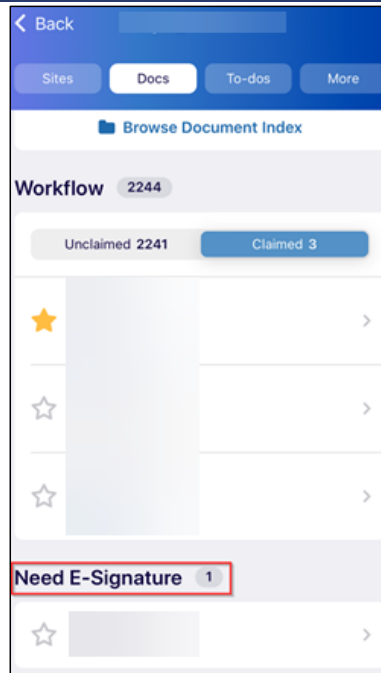 Back
Sites Docs To-dos More
Browse Document Index
Workflow 2244
Unclaimed 2241 Claimed 3
Need E-Signature 1